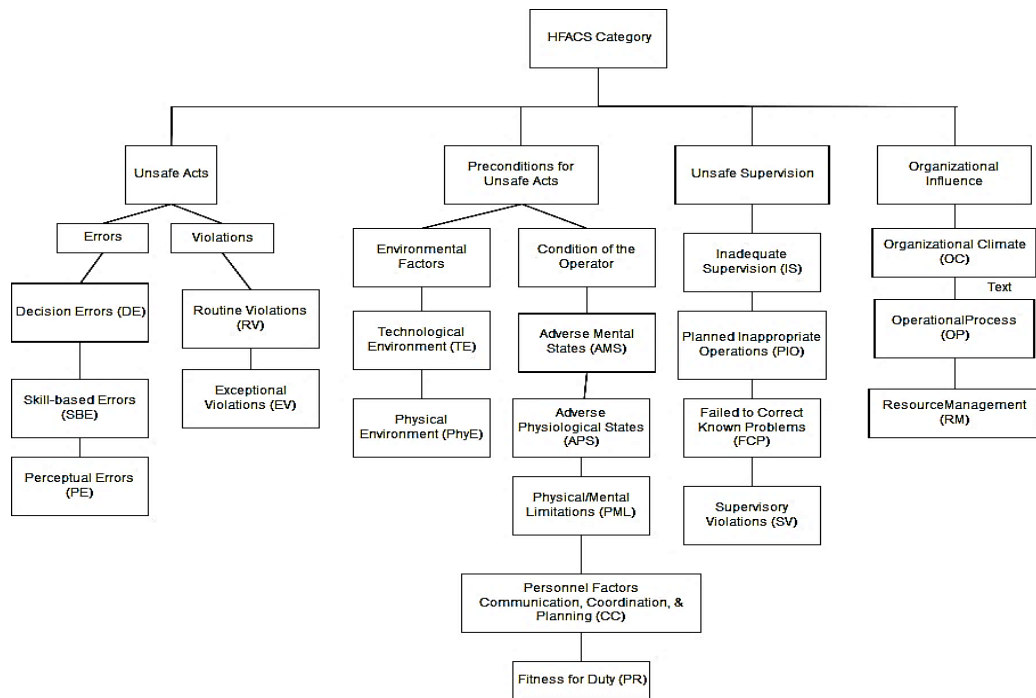 HFACS Category
Unsafe Acts
Preconditions for
Unsafe Acts
Unsafe Supervision
Organizational
Influence
Errors
Violations
Environmental
Factors
Condition of the
Operator
Inadequate
Supervision (IS)
Organizational Climate
(OC)
Text
Decision Errors (DE)
Routine Violations
(RV)
Technological
Environment (TE)
Adverse Mental
States (AMS)
Planned Inappropriate
Operations (PIO)
OperationalProcess
(OP)
Skill-based Errors
(SBE)
Exceptional
Violations (EV)
Physical
Environment (PhyE)
Adverse
Physiological States
(APS)
Failed to Correct
Known Problems
(FCP)
ResourceManagement
(RM)
Perceptual Errors
(PE)
Physical/Mental
Limitations (PML)
Supervisory
Violations (SV)
Personnel Factors
Communication, Coordination, &
Planning (CC)
Fitness for Duty (PR)